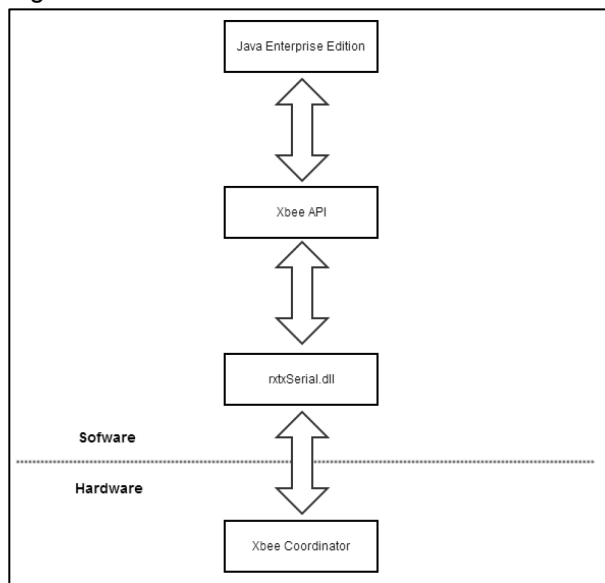 Java Enterprise Edition
Xbee API
rxtxSerial.dll
Sofware
Hardware
Xbee Coordinator